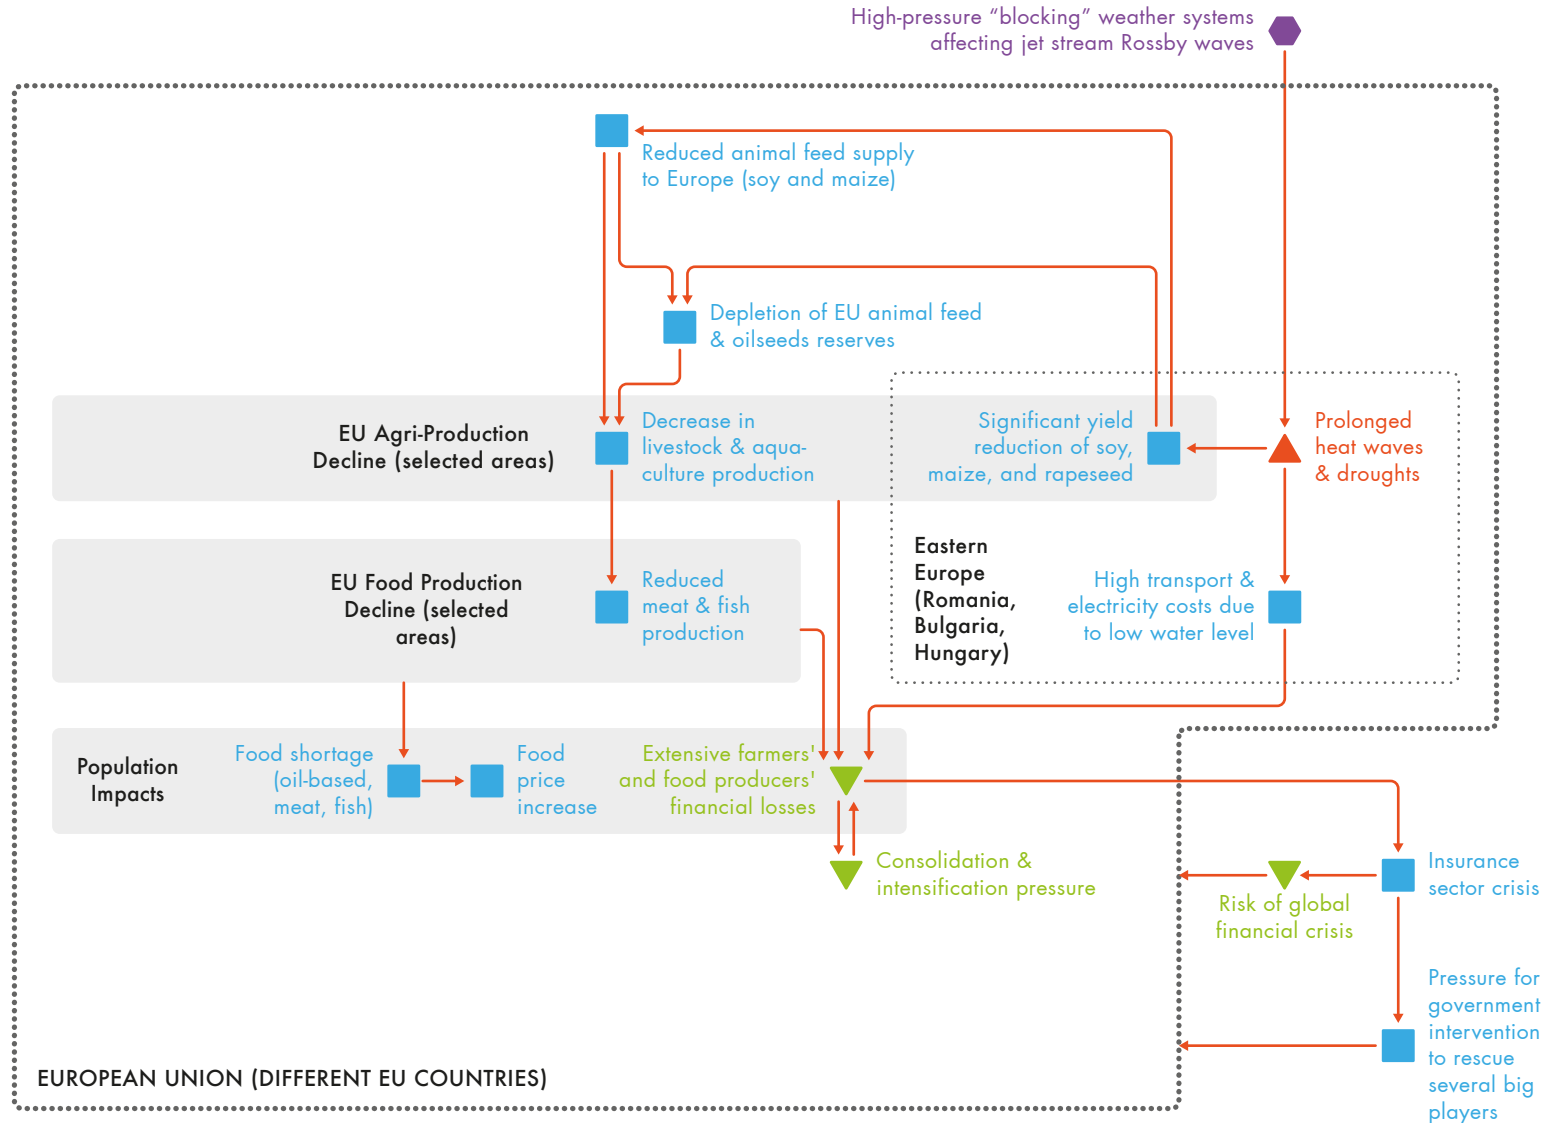 High-pressure “blocking” weather systems
affecting jet stream Rossby waves
Reduced animal feed supply
to Europe (soy and maize)
Depletion of EU animal feed
& oilseeds reserves
EU Agri-Production
Decline (selected areas)
Decrease in
livestock & aqua-
culture production
Significant yield
reduction of soy,
maize, and rapeseed
Prolonged
heat waves
& droughts
Eastern
Europe
(Romania,
Bulgaria,
Hungary)
High transport &
electricity costs due
to low water level
EU Food Production
Decline (selected
areas)
Reduced
meat & fish
production
Population
Impacts
Food shortage
(oil-based,
meat, fish)
Food
price
increase
Extensive farmers'
and food producers'
financial losses
Consolidation &
intensification pressure
Risk of global
financial crisis
Insurance
sector crisis
Pressure for
government
intervention
to rescue
several big
players
EUROPEAN UNION (DIFFERENT EU COUNTRIES)